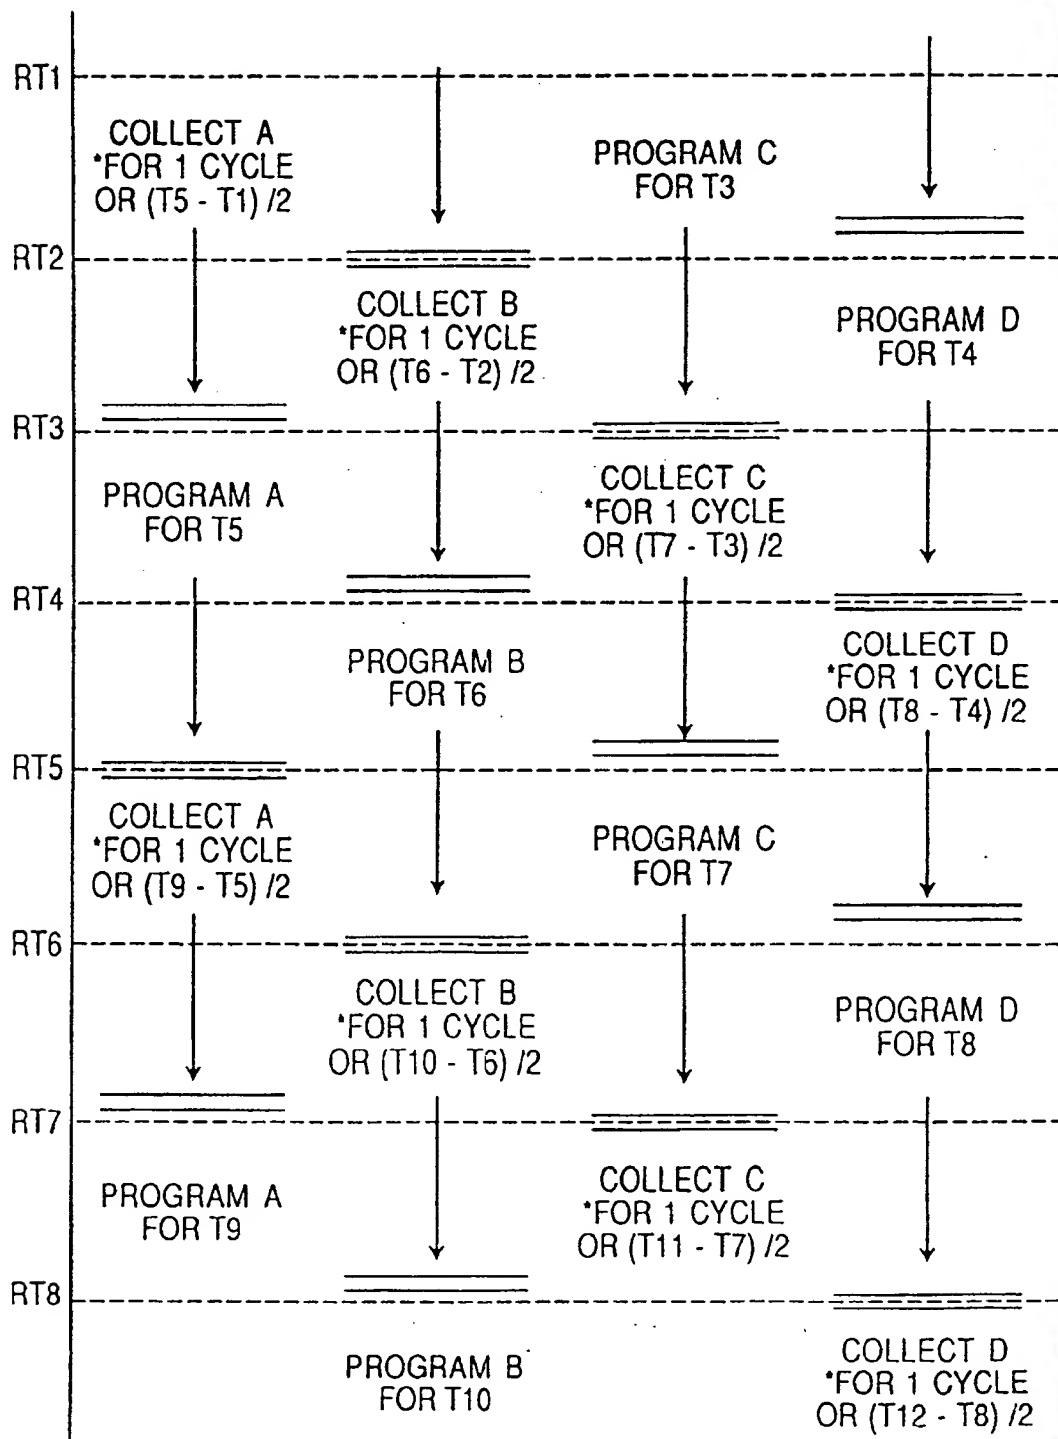 RT1
COLLECT A
*FOR 1 CYCLE
OR (T5 - T1) /2
PROGRAM C
FOR T3
RT2
COLLECT B
*FOR 1 CYCLE
OR (T6 - T2) /2
PROGRAM D
FOR T4
RT3
PROGRAM A
FOR T5
COLLECT C
*FOR 1 CYCLE
OR (T7 - T3) /2
RT4
PROGRAM B
FOR T6
COLLECT D
*FOR 1 CYCLE
OR (T8 - T4) /2
RT5
COLLECT A
*FOR 1 CYCLE
OR (T9 - T5) /2
PROGRAM C
FOR T7
RT6
COLLECT B
*FOR 1 CYCLE
OR (T10 - T6) /2
PROGRAM D
FOR T8
RT7
PROGRAM A
FOR T9
COLLECT C
*FOR 1 CYCLE
OR (T11 - T7) /2
RT8
PROGRAM B
FOR T10
COLLECT D
*FOR 1 CYCLE
OR (T12 - T8) /2